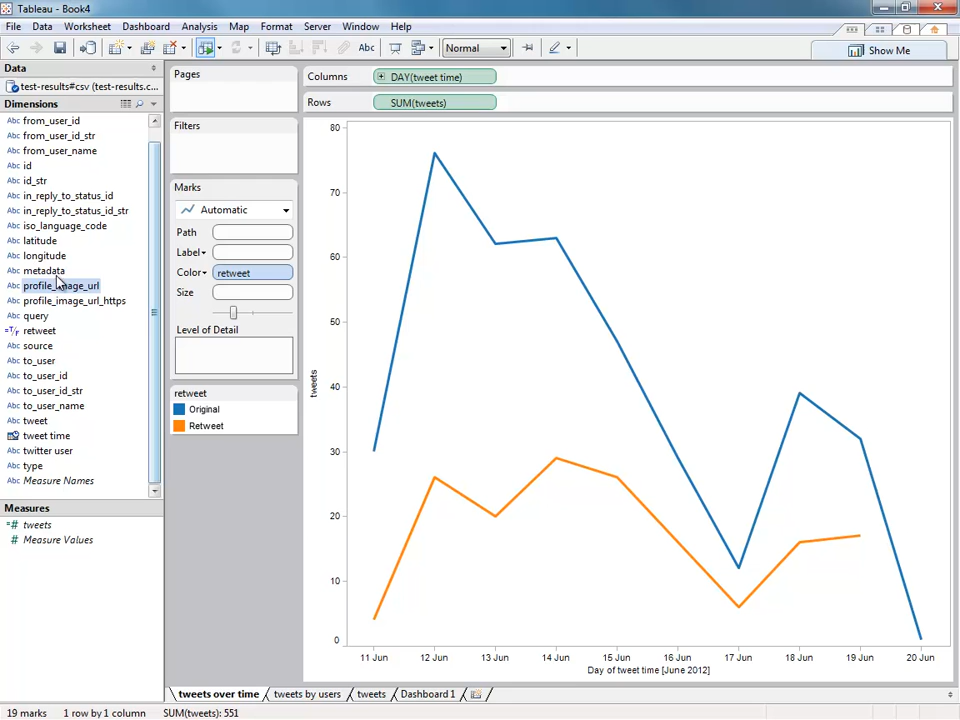 Tableau - Book4
File Data Worksheet Dashboard Analysis Map Format Server Window Help
Abc Normal Show Me
Data
test-results#csv (test-results.c...
Dimensions
Abc from_user_id
Abc from_user_id_str
Abc from_user_name
Abc id
Abc id_str
Abc in_reply_to_status_id
Abc in_reply_to_status_id_str
Abc iso_language_code
Abc latitude
Abc longitude
Abc metadata
Abc profile_image_url
Abc profile_image_url_https
Abc query
=T/F retweet
Abc source
Abc to_user
Abc to_user_id
Abc to_user_id_str
Abc to_user_name
Abc tweet
tweet time
Abc twitter user
Abc type
Abc Measure Names
Measures
=# tweets
# Measure Values
Pages
Filters
Marks
Automatic
Path
Label
Color retweet
Size
Level of Detail
retweet
Original
Retweet
Columns DAY(tweet time)
Rows SUM(tweets)
80
70
60
50
40
30
20
10
0
tweets
11 Jun 12 Jun 13 Jun 14 Jun 15 Jun 16 Jun 17 Jun 18 Jun 19 Jun 20 Jun
Day of tweet time [June 2012]
tweets over time tweets by users tweets Dashboard 1
19 marks 1 row by 1 column SUM(tweets): 551